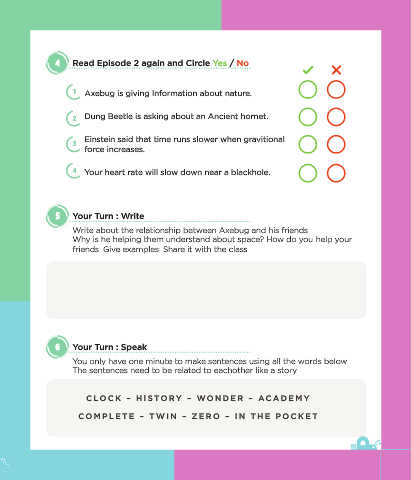 4 Read Episode 2 again and Circle Yes / No
1 Axebug is giving Information about nature.
2 Dung Beetle is asking about an Ancient homet.
3 Einstein said that time runs slower when gravitional
force increases.
4 Your heart rate will slow down near a blackhole.
5 Your Turn : Write
Write about the relationship between Axebug and his friends
Why is he helping them understand about space? How do you help your
friends Give examples Share it with the class
6 Your Turn : Speak
You only have one minute to make sentences using all the words below
The sentences need to be related to eachother like a story
CLOCK – HISTORY – WONDER – ACADEMY
COMPLETE – TWIN – ZERO – IN THE POCKET